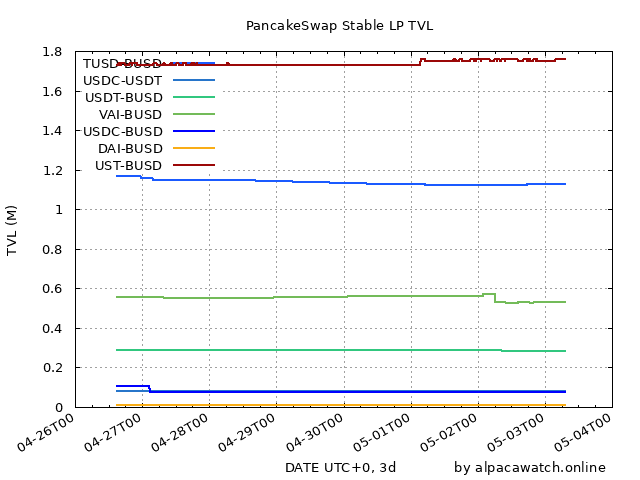 PancakeSwap Stable LP TVL
TVL (M)
1.8
1.6
1.4
1.2
1
0.8
0.6
0.4
0.2
0
TUSD-BUSD
USDC-USDT
USDT-BUSD
VAI-BUSD
USDC-BUSD
DAI-BUSD
UST-BUSD
04-26T00
04-27T00
04-28T00
04-29T00
04-30T00
05-01T00
05-02T00
05-03T00
05-04T00
DATE UTC+0, 3d
by alpacawatch.online